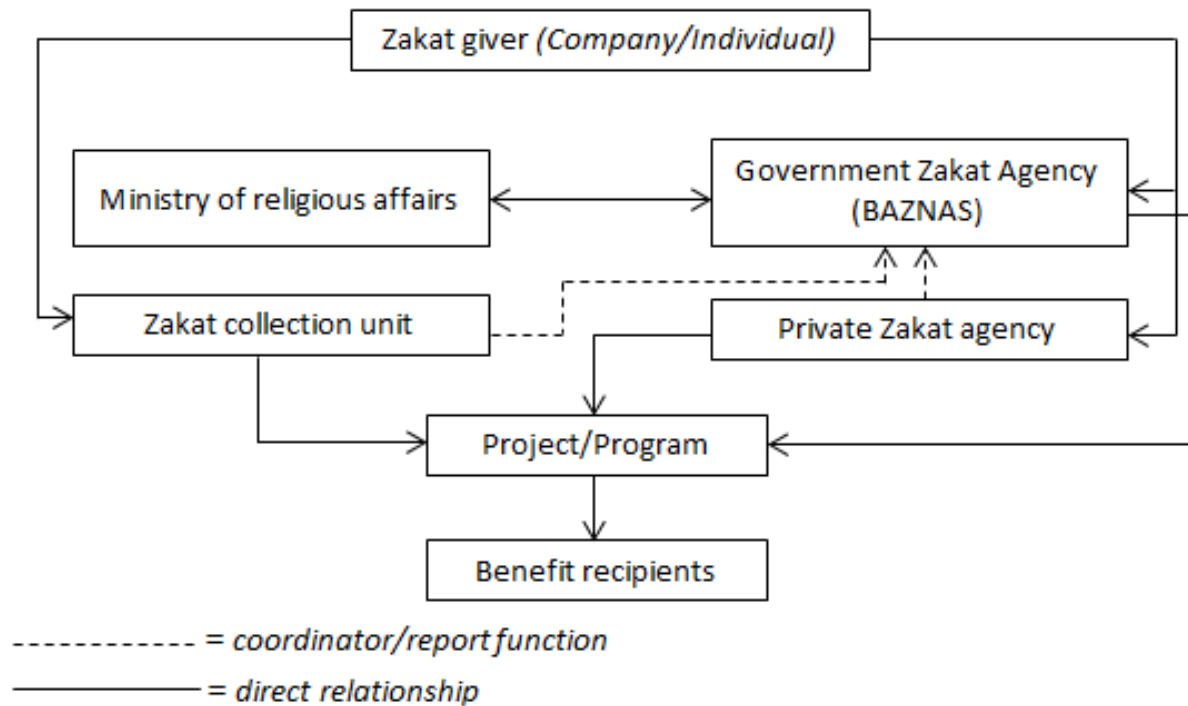 Zakat giver (Company/Individual)
Ministry of religious affairs
Government Zakat Agency
(BAZNAS)
Zakat collection unit
Private Zakat agency
Project/Program
Benefit recipients
= coordinator/report function
= direct relationship